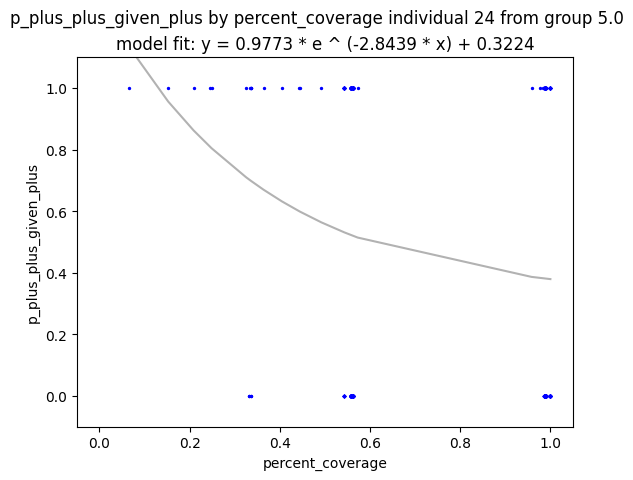 p_plus_plus_given_plus by percent_coverage individual 24 from group 5.0
model fit: y = 0.9773 * e ^ (-2.8439 * x) + 0.3224
1.0
0.8
0.6
0.4
0.2
0.0
p_plus_plus_given_plus
0.0 0.2 0.4 0.6 0.8 1.0
percent_coverage